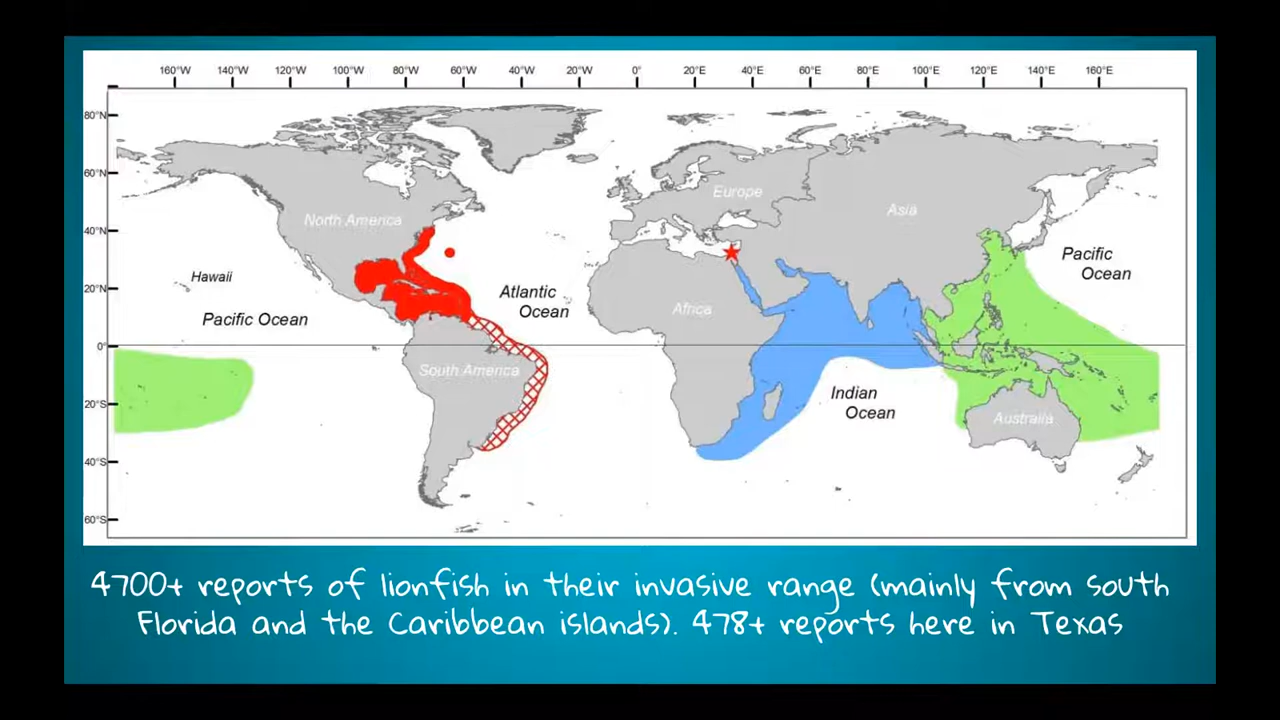 160°W 140°W 120°W 100°W 80°W 60°W 40°W 20°W 0° 20°E 40°E 60°E 80°E 100°E 120°E 140°E 160°E
80°N
60°N
Europe
Asia
North America
40°N
Pacific
Ocean
Hawaii
20°N
Atlantic
Ocean
Africa
Pacific Ocean
0°
South America
Indian
Ocean
20°S
Australia
40°S
60°S
4700+ reports of lionfish in their invasive range (mainly from south
Florida and the Caribbean islands). 478+ reports here in Texas